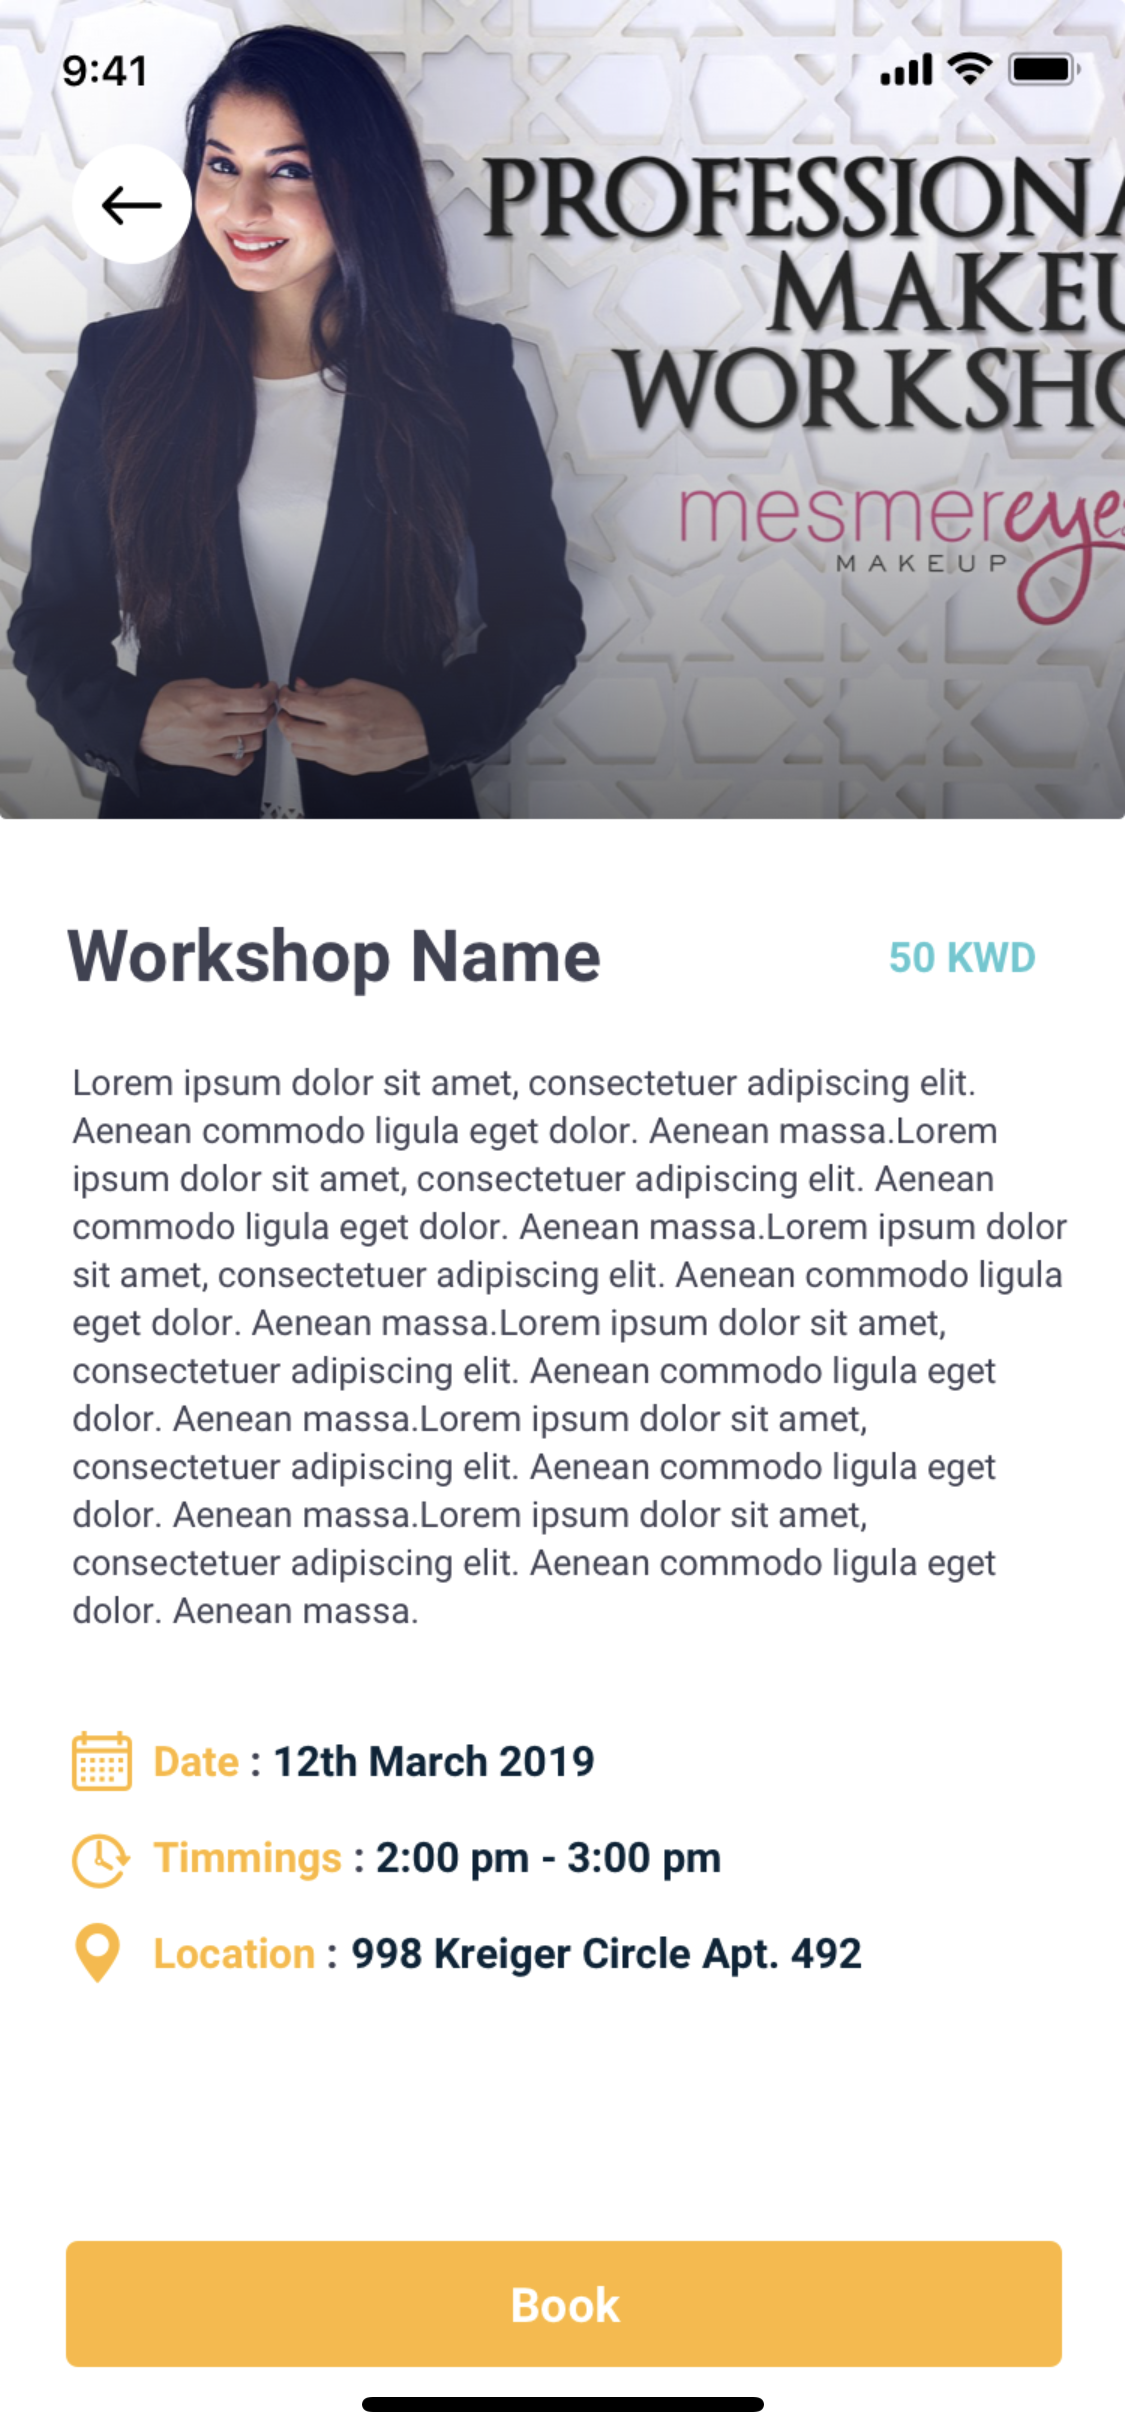 9:41
PROFESSIONA
MAKEU
WORKSHO
mesmereyes
MAKEUP
Workshop Name
50 KWD
Lorem ipsum dolor sit amet, consectetuer adipiscing elit.
Aenean commodo ligula eget dolor. Aenean massa.Lorem
ipsum dolor sit amet, consectetuer adipiscing elit. Aenean
commodo ligula eget dolor. Aenean massa.Lorem ipsum dolor
sit amet, consectetuer adipiscing elit. Aenean commodo ligula
eget dolor. Aenean massa.Lorem ipsum dolor sit amet,
consectetuer adipiscing elit. Aenean commodo ligula eget
dolor. Aenean massa.Lorem ipsum dolor sit amet,
consectetuer adipiscing elit. Aenean commodo ligula eget
dolor. Aenean massa.Lorem ipsum dolor sit amet,
consectetuer adipiscing elit. Aenean commodo ligula eget
dolor. Aenean massa.
Date : 12th March 2019
Timmings : 2:00 pm - 3:00 pm
Location : 998 Kreiger Circle Apt. 492
Book